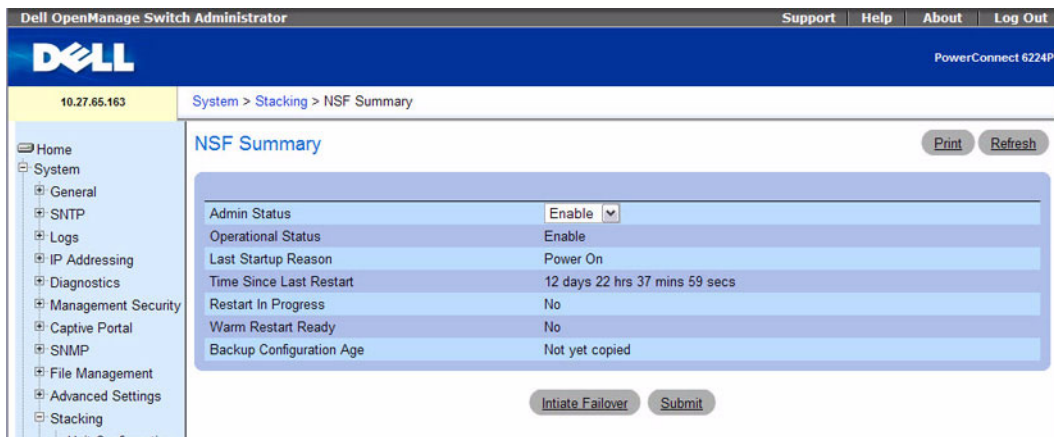 Dell OpenManage Switch Administrator
Support Help About Log Out
DELL
PowerConnect 6224P
10.27.65.163
System > Stacking > NSF Summary
Home
System
General
SNTP
Logs
IP Addressing
Diagnostics
Management Security
Captive Portal
SNMP
File Management
Advanced Settings
Stacking
NSF Summary
Print Refresh
Admin Status Enable
Operational Status Enable
Last Startup Reason Power On
Time Since Last Restart 12 days 22 hrs 37 mins 59 secs
Restart In Progress No
Warm Restart Ready No
Backup Configuration Age Not yet copied
Intiate Failover Submit